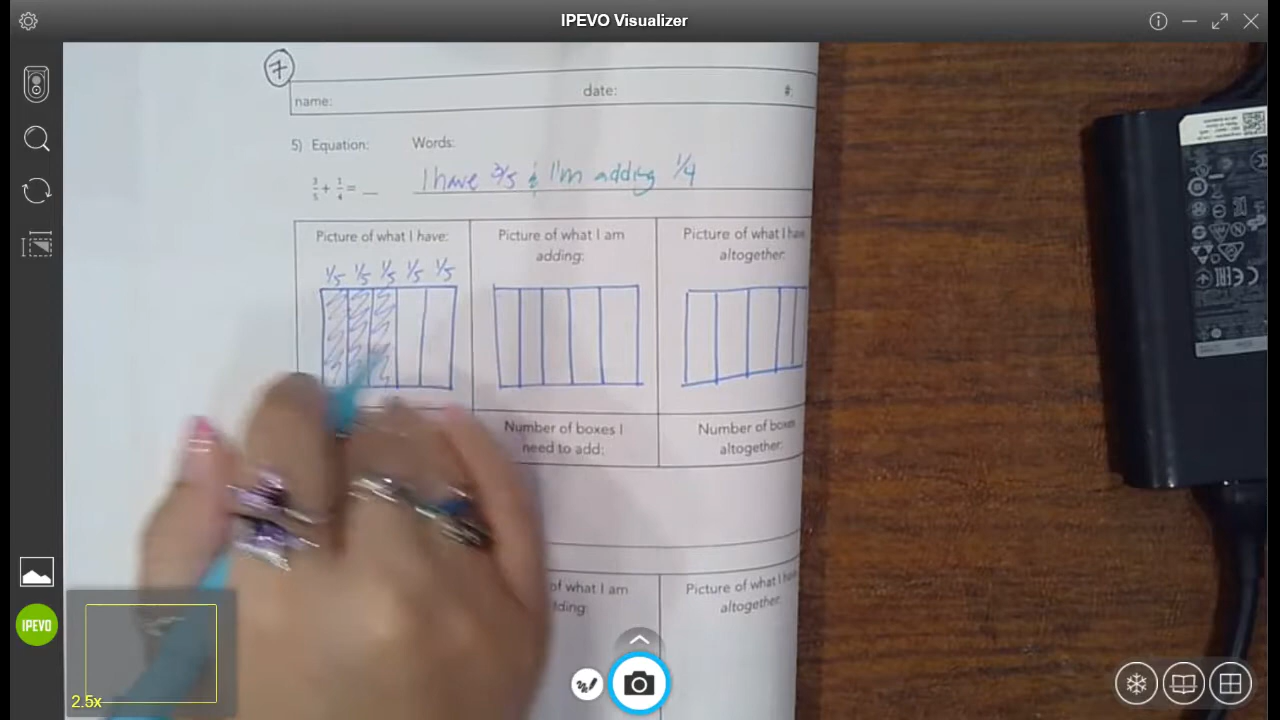 IPEVO Visualizer
7
name: date: #:
5) Equation: Words:
3/5 + 1/4 = __ I have 3/5 & I'm adding 1/4
Picture of what I have:
1/5 1/5 1/5 1/5 1/5
Picture of what I am
adding:
Picture of what I have
altogether:
Number of boxes I
need to add:
Number of boxes
altogether:
of what I am
Picture of what I have
altogether:
IPEVO
2.5x